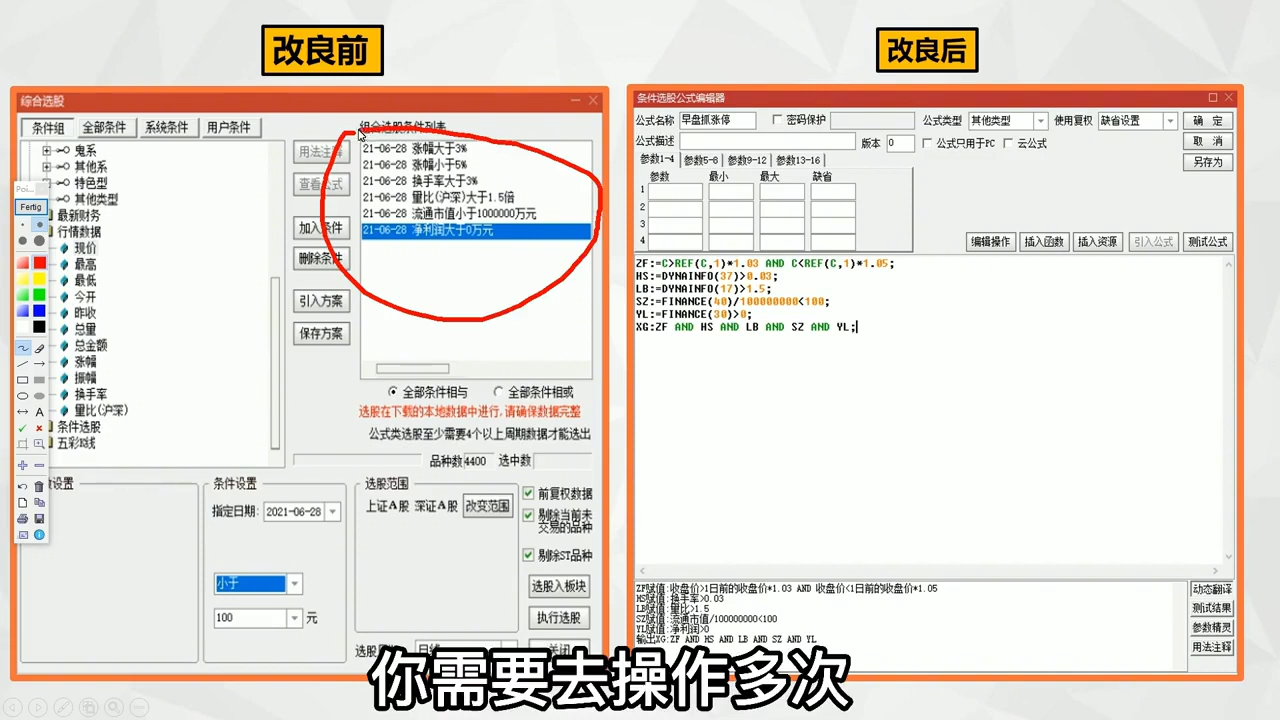 改良前
改良后
综合选股
条件组 全部条件 系统条件 用户条件
组合选股条件列表
鬼系
其他系
特色型
其他类型
最新财务
行情数据
现价
最高
最低
今开
昨收
总量
总金额
涨幅
振幅
换手率
量比(沪深)
条件选股
五彩K线
Fertig
用法注释
查看公式
加入条件
删除条件
引入方案
保存方案
21-06-28 涨幅大于3%
21-06-28 涨幅小于5%
21-06-28 换手率大于3%
21-06-28 量比(沪深)大于1.5倍
21-06-28 流通市值小于1000000万元
21-06-28 净利润大于0万元
全部条件相与 全部条件相或
选股在下载的本地数据中进行,请确保数据完整
公式类选股至少需要4个以上周期数据才能选出
品种数4400 选中数
设置
条件设置
指定日期: 2021-06-28
小于
100 元
选股范围
上证A股 深证A股 改变范围
前复权数据
剔除当前未
交易的品种
剔除ST品种
选股入板块
执行选股
条件选股公式编辑器
公式名称 早盘抓涨停 密码保护 公式类型 其他类型 使用复权 缺省设置 确 定
公式描述 版本 0 公式只用于PC 云公式 取 消
参数1-4 参数5-8 参数9-12 参数13-16 另存为
参数 最小 最大 缺省
1
2
3
4
编辑操作 插入函数 插入资源 引入公式 测试公式
ZF:=C>REF(C,1)*1.03 AND C<REF(C,1)*1.05;
HS:=DYNAINFO(37)>0.03;
LB:=DYNAINFO(17)>1.5;
SZ:=FINANCE(40)/100000000<100;
YL:=FINANCE(30)>0;
XG:ZF AND HS AND LB AND SZ AND YL;
ZF赋值:收盘价>1日前的收盘价*1.03 AND 收盘价<1日前的收盘价*1.05
HS赋值:换手率>0.03
LB赋值:量比>1.5
SZ赋值:流通市值/100000000<100
YL赋值:净利润>0
输出XG:ZF AND HS AND LB AND SZ AND YL
动态翻译
测试结果
参数精灵
用法注释
你需要去操作多次